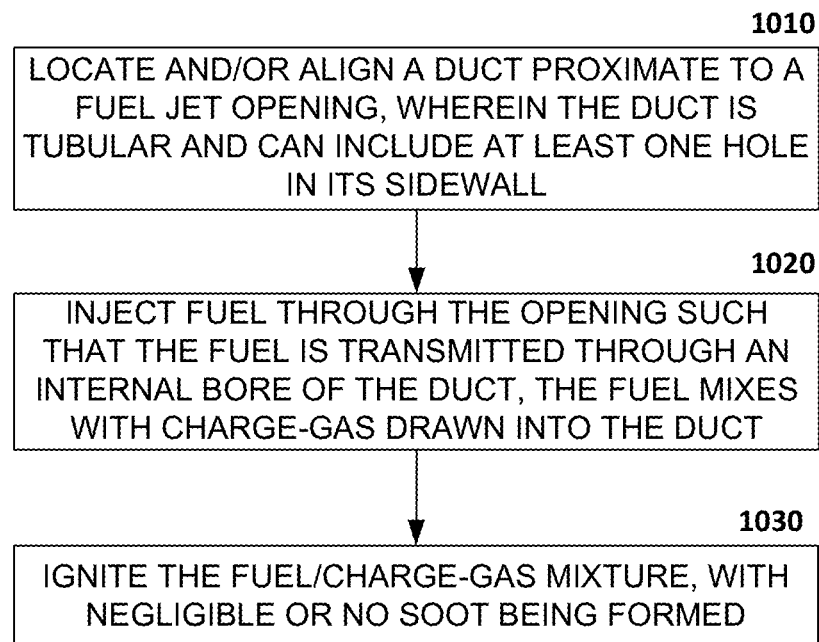 1010
LOCATE AND/OR ALIGN A DUCT PROXIMATE TO A
FUEL JET OPENING, WHEREIN THE DUCT IS
TUBULAR AND CAN INCLUDE AT LEAST ONE HOLE
IN ITS SIDEWALL
1020
INJECT FUEL THROUGH THE OPENING SUCH
THAT THE FUEL IS TRANSMITTED THROUGH AN
INTERNAL BORE OF THE DUCT, THE FUEL MIXES
WITH CHARGE-GAS DRAWN INTO THE DUCT
1030
IGNITE THE FUEL/CHARGE-GAS MIXTURE, WITH
NEGLIGIBLE OR NO SOOT BEING FORMED